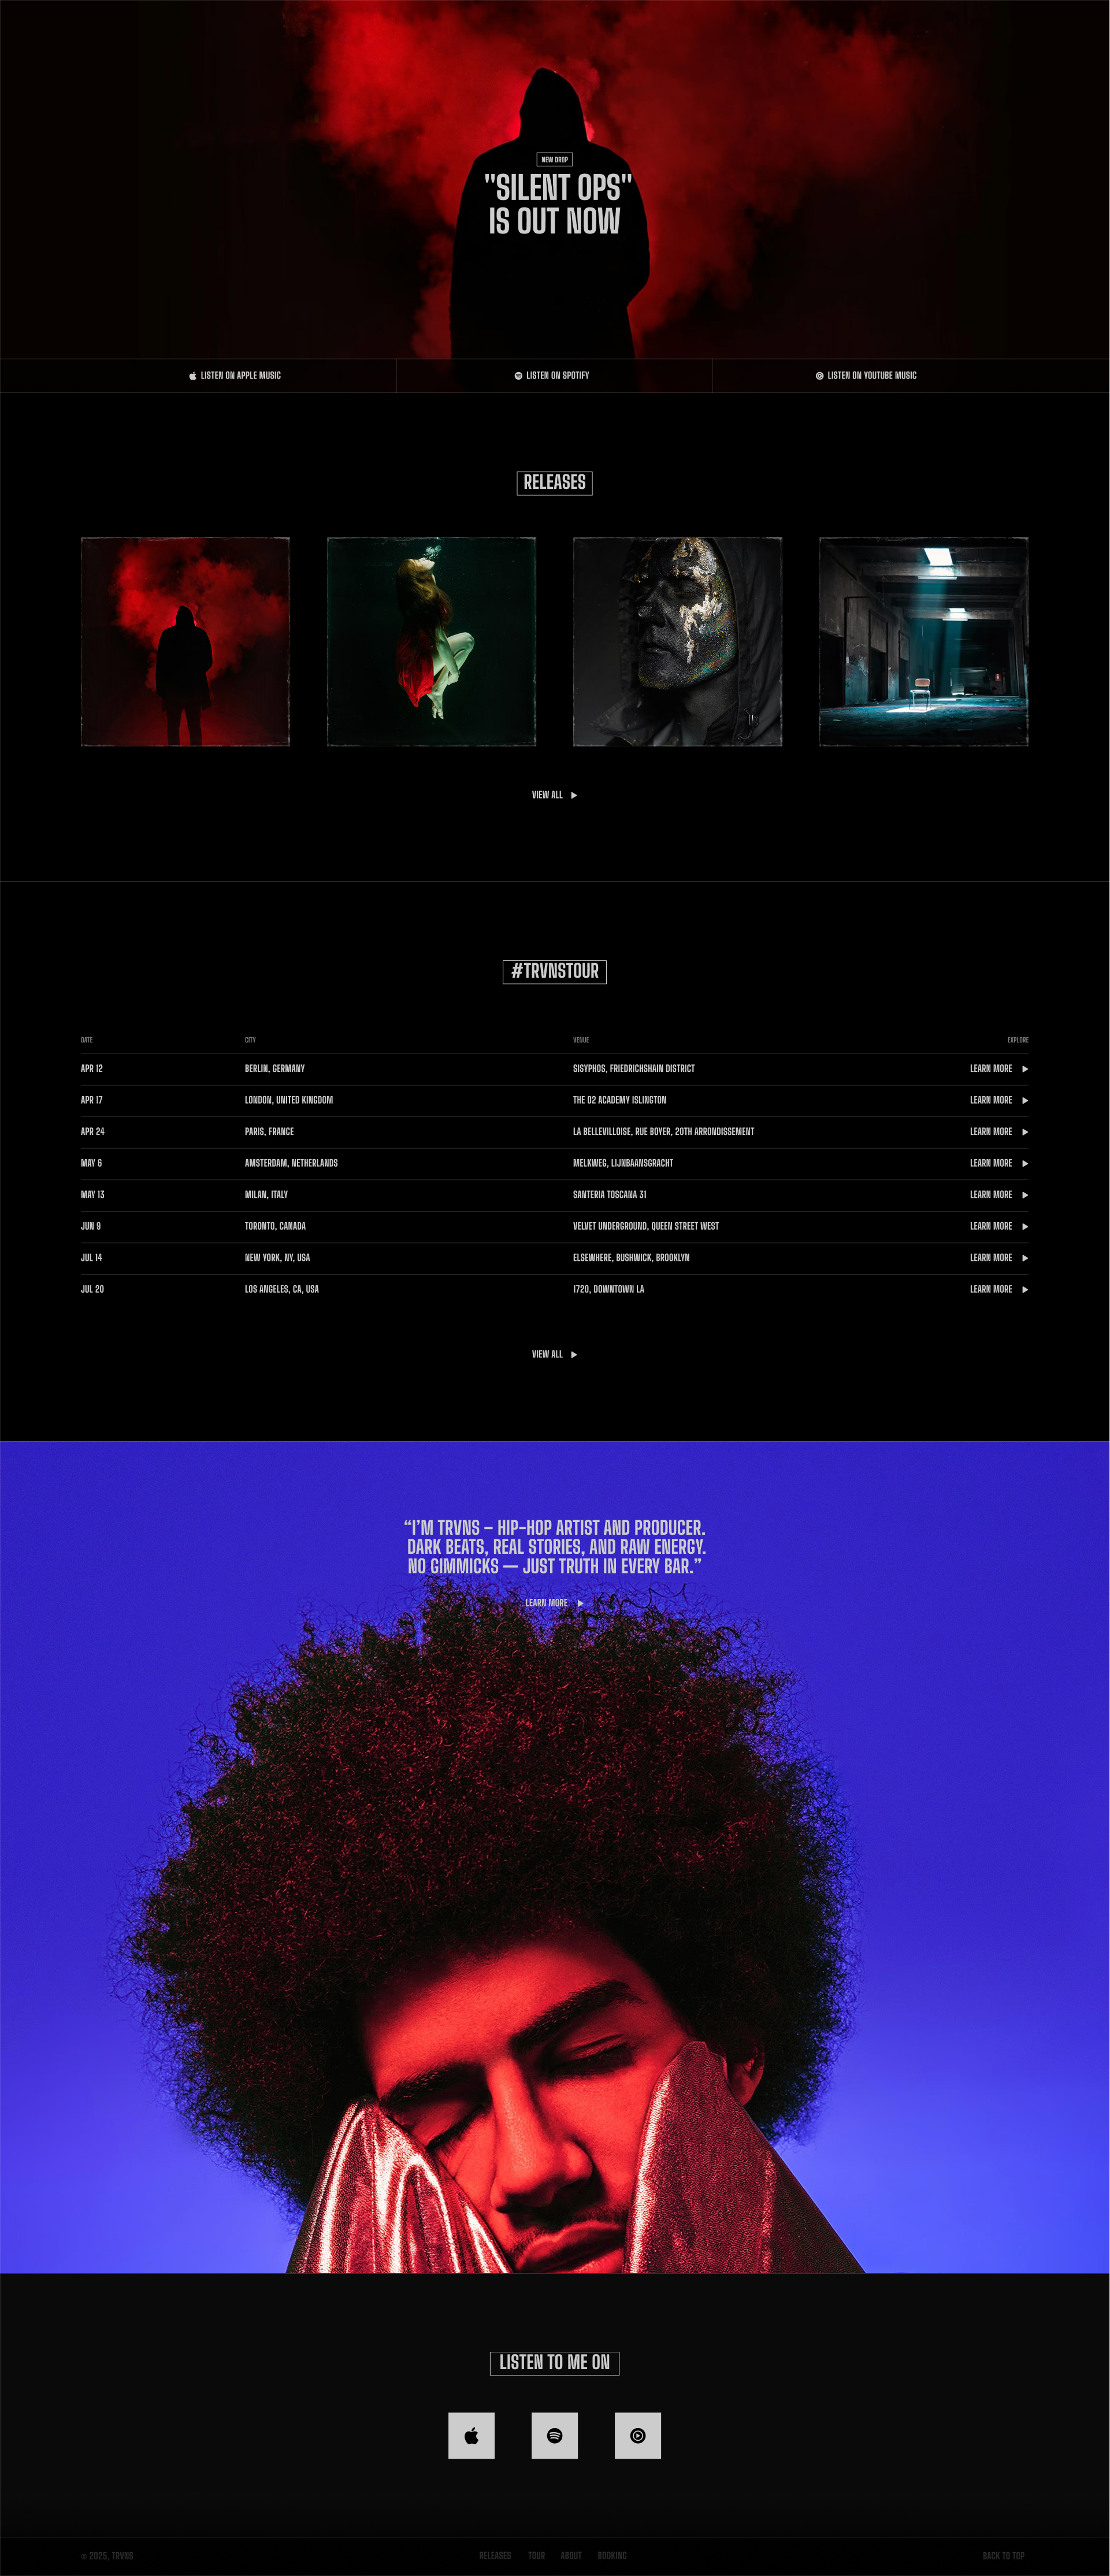 NEW DROP
"SILENT OPS"
IS OUT NOW
LISTEN ON APPLE MUSIC
LISTEN ON SPOTIFY
LISTEN ON YOUTUBE MUSIC
RELEASES
VIEW ALL
#TRVNSTOUR
DATE CITY VENUE EXPLORE
APR 12 BERLIN, GERMANY SISYPHOS, FRIEDRICHSHAIN DISTRICT LEARN MORE
APR 17 LONDON, UNITED KINGDOM THE O2 ACADEMY ISLINGTON LEARN MORE
APR 24 PARIS, FRANCE LA BELLEVILLOISE, RUE BOYER, 20TH ARRONDISSEMENT LEARN MORE
MAY 6 AMSTERDAM, NETHERLANDS MELKWEG, LIJNBAANSGRACHT LEARN MORE
MAY 13 MILAN, ITALY SANTERIA TOSCANA 31 LEARN MORE
JUN 9 TORONTO, CANADA VELVET UNDERGROUND, QUEEN STREET WEST LEARN MORE
JUL 14 NEW YORK, NY, USA ELSEWHERE, BUSHWICK, BROOKLYN LEARN MORE
JUL 20 LOS ANGELES, CA, USA 1720, DOWNTOWN LA LEARN MORE
VIEW ALL
“I’M TRVNS – HIP-HOP ARTIST AND PRODUCER.
DARK BEATS, REAL STORIES, AND RAW ENERGY.
NO GIMMICKS — JUST TRUTH IN EVERY BAR.”
LEARN MORE
LISTEN TO ME ON
© 2025, TRVNS
RELEASES TOUR ABOUT BOOKING
BACK TO TOP